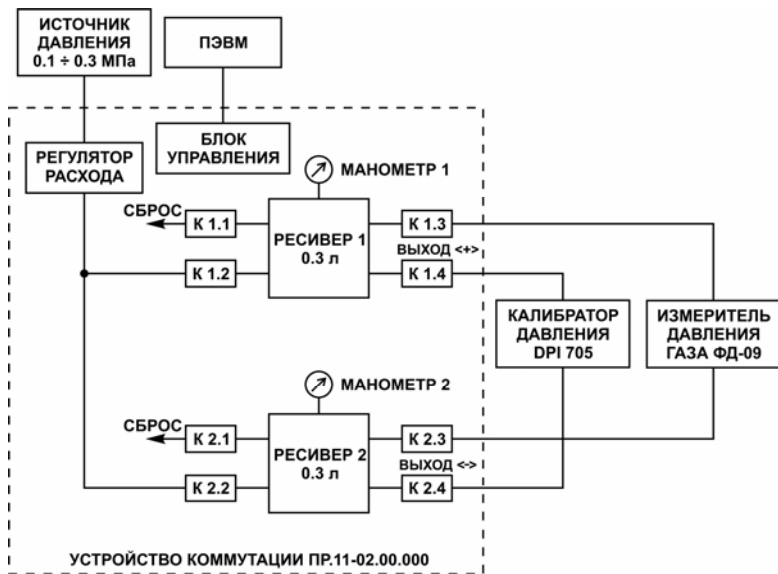 ИСТОЧНИК
ДАВЛЕНИЯ
0.1 ÷ 0.3 МПа
ПЭВМ
РЕГУЛЯТОР
РАСХОДА
БЛОК
УПРАВЛЕНИЯ
МАНОМЕТР 1
СБРОС
К 1.1
РЕСИВЕР 1
0.3 л
К 1.3
ВЫХОД <+>
К 1.2
К 1.4
КАЛИБРАТОР
ДАВЛЕНИЯ
DPI 705
ИЗМЕРИТЕЛЬ
ДАВЛЕНИЯ
ГАЗА ФД-09
МАНОМЕТР 2
СБРОС
К 2.1
РЕСИВЕР 2
0.3 л
К 2.3
ВЫХОД <->
К 2.2
К 2.4
УСТРОЙСТВО КОММУТАЦИИ ПР.11-02.00.000